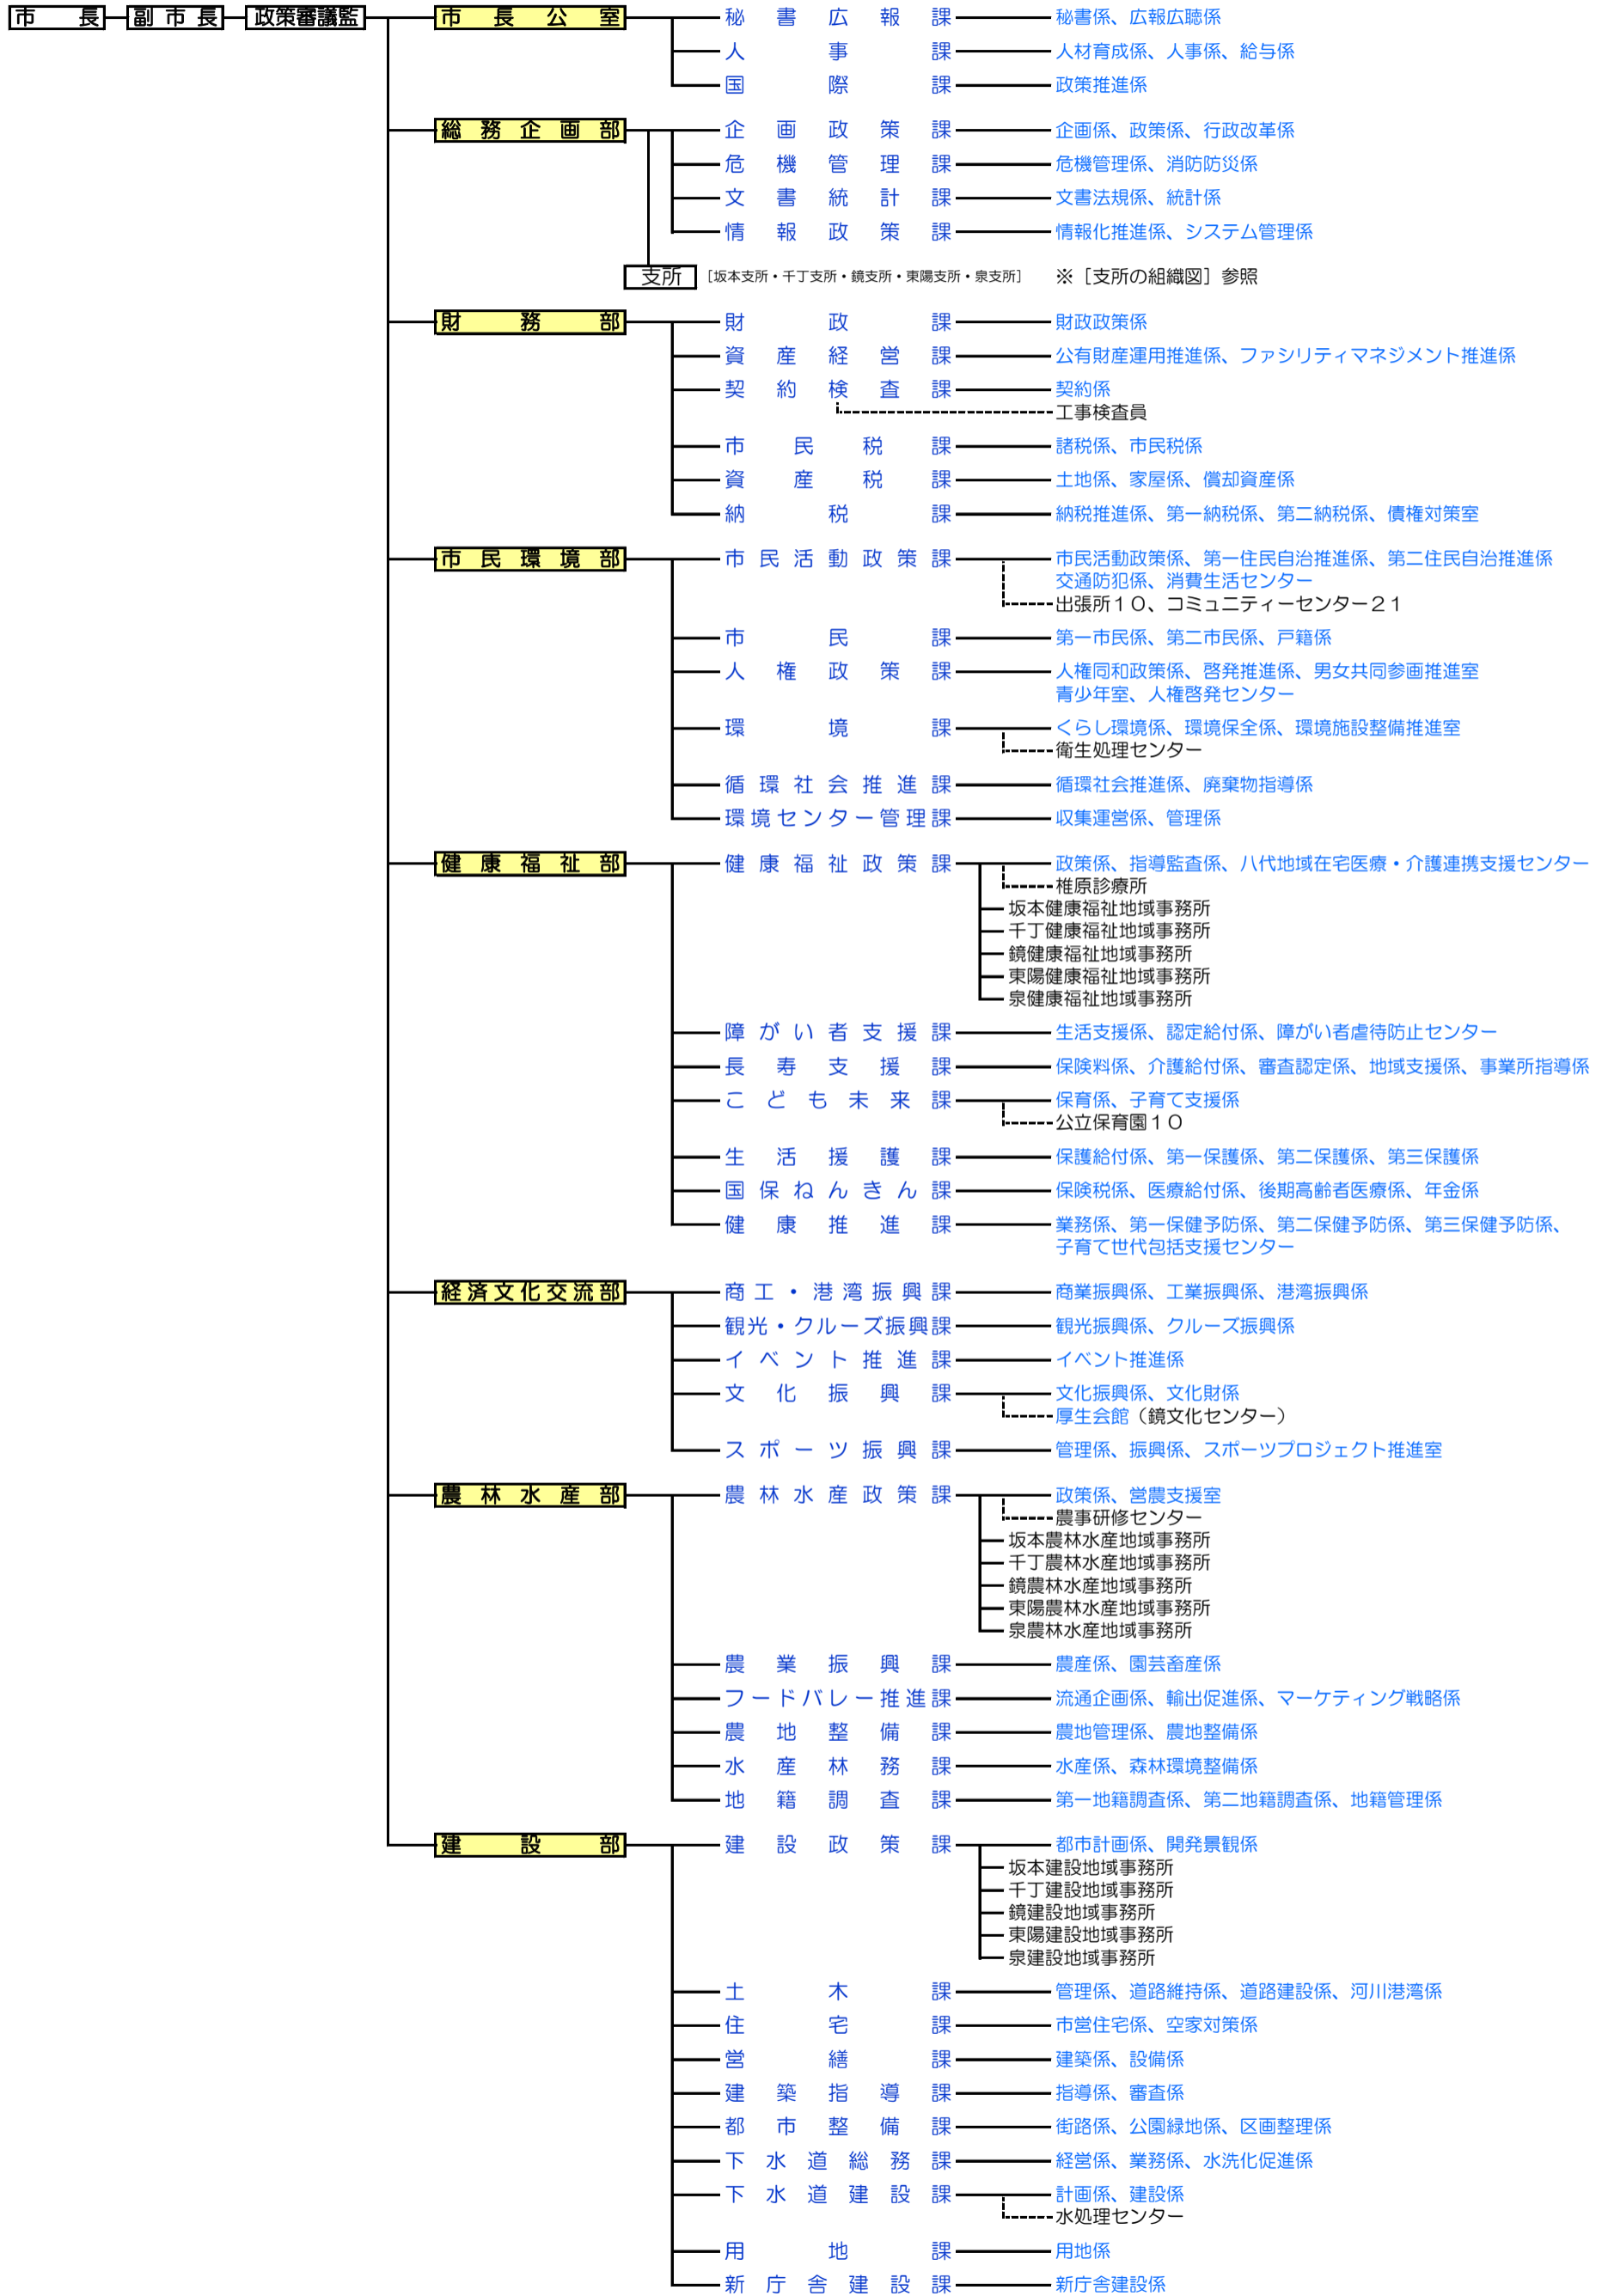 市長 副市長 政策審議監 市長公室 秘書広報課 秘書係、広報広聴係
人事課 人材育成係、人事係、給与係
国際課 政策推進係
総務企画部 企画政策課 企画係、政策係、行政改革係
危機管理課 危機管理係、消防防災係
文書統計課 文書法規係、統計係
情報政策課 情報化推進係、システム管理係
支所 [坂本支所・千丁支所・鏡支所・東陽支所・泉支所] ※[支所の組織図]参照
財務部 財政課 財政政策係
資産経営課 公有財産運用推進係、ファシリティマネジメント推進係
契約検査課 契約係
工事検査員
市民税課 諸税係、市民税係
資産税課 土地係、家屋係、償却資産係
納税課 納税推進係、第一納税係、第二納税係、債権対策室
市民環境部 市民活動政策課 市民活動政策係、第一住民自治推進係、第二住民自治推進係
交通防犯係、消費生活センター
出張所10、コミュニティーセンター21
市民課 第一市民係、第二市民係、戸籍係
人権政策課 人権同和政策係、啓発推進係、男女共同参画推進室
青少年室、人権啓発センター
環境課 くらし環境係、環境保全係、環境施設整備推進室
衛生処理センター
循環社会推進課 循環社会推進係、廃棄物指導係
環境センター管理課 収集運営係、管理係
健康福祉部 健康福祉政策課 政策係、指導監査係、八代地域在宅医療・介護連携支援センター
椎原診療所
坂本健康福祉地域事務所
千丁健康福祉地域事務所
鏡健康福祉地域事務所
東陽健康福祉地域事務所
泉健康福祉地域事務所
障がい者支援課 生活支援係、認定給付係、障がい者虐待防止センター
長寿支援課 保険料係、介護給付係、審査認定係、地域支援係、事業所指導係
こども未来課 保育係、子育て支援係
公立保育園10
生活援護課 保護給付係、第一保護係、第二保護係、第三保護係
国保ねんきん課 保険税係、医療給付係、後期高齢者医療係、年金係
健康推進課 業務係、第一保健予防係、第二保健予防係、第三保健予防係、
子育て世代包括支援センター
経済文化交流部 商工・港湾振興課 商業振興係、工業振興係、港湾振興係
観光・クルーズ振興課 観光振興係、クルーズ振興係
イベント推進課 イベント推進係
文化振興課 文化振興係、文化財係
厚生会館(鏡文化センター)
スポーツ振興課 管理係、振興係、スポーツプロジェクト推進室
農林水産部 農林水産政策課 政策係、営農支援室
農事研修センター
坂本農林水産地域事務所
千丁農林水産地域事務所
鏡農林水産地域事務所
東陽農林水産地域事務所
泉農林水産地域事務所
農業振興課 農産係、園芸畜産係
フードバレー推進課 流通企画係、輸出促進係、マーケティング戦略係
農地整備課 農地管理係、農地整備係
水産林務課 水産係、森林環境整備係
地籍調査課 第一地籍調査係、第二地籍調査係、地籍管理係
建設部 建設政策課 都市計画係、開発景観係
坂本建設地域事務所
千丁建設地域事務所
鏡建設地域事務所
東陽建設地域事務所
泉建設地域事務所
土木課 管理係、道路維持係、道路建設係、河川港湾係
住宅課 市営住宅係、空家対策係
営繕課 建築係、設備係
建築指導課 指導係、審査係
都市整備課 街路係、公園緑地係、区画整理係
下水道総務課 経営係、業務係、水洗化促進係
下水道建設課 計画係、建設係
水処理センター
用地課 用地係
新庁舎建設課 新庁舎建設係